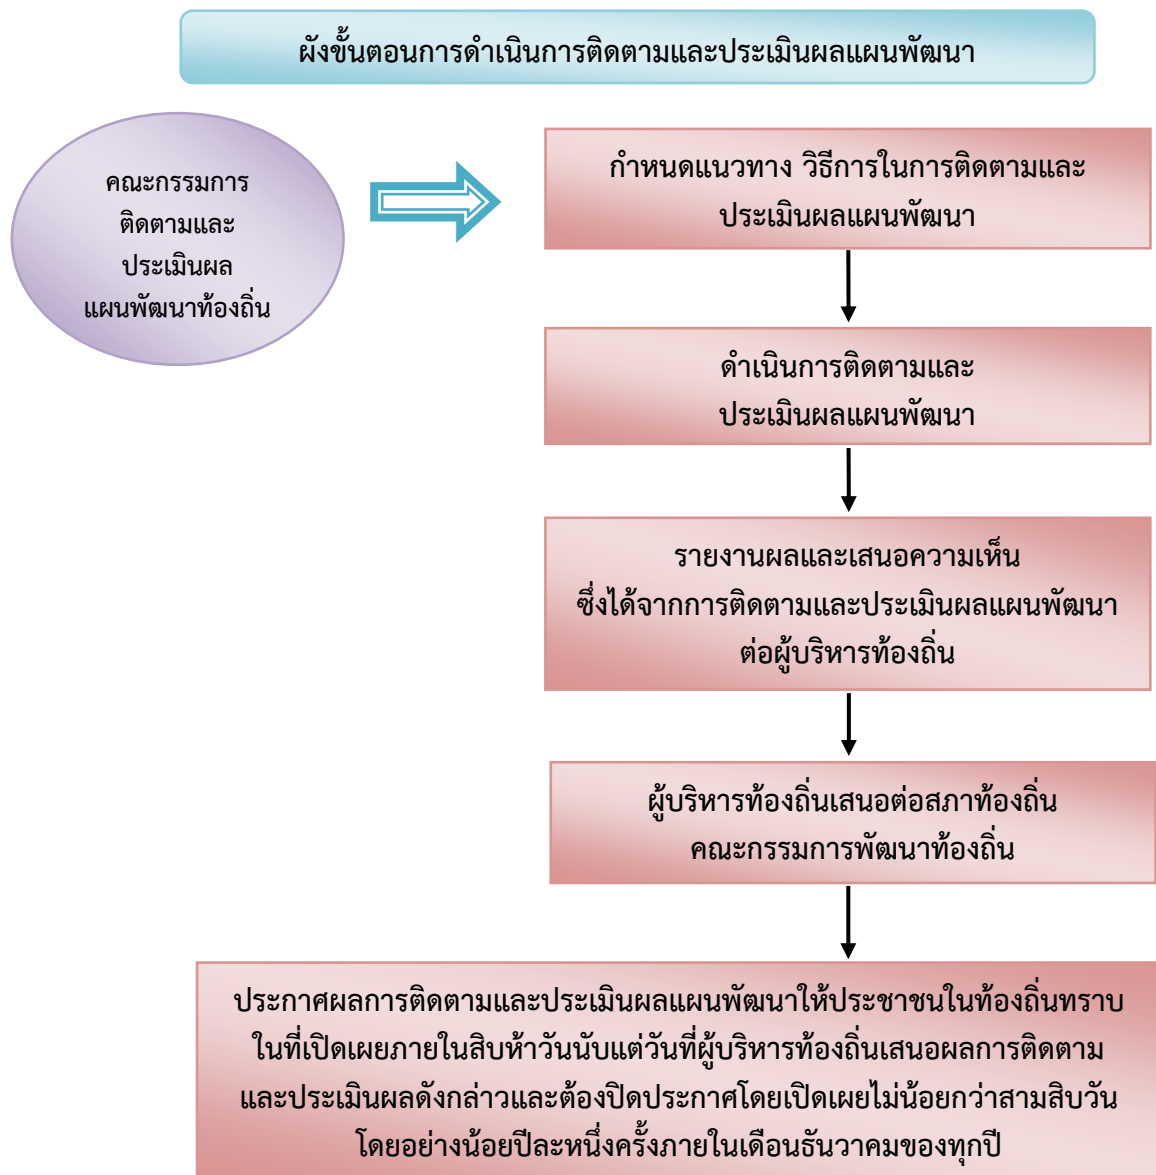 ผังขั้นตอนการดำเนินการติดตามและประเมินผลแผนพัฒนา
คณะกรรมการ
ติดตามและ
ประเมินผล
แผนพัฒนาท้องถิ่น
กำหนดแนวทาง วิธีการในการติดตามและ
ประเมินผลแผนพัฒนา
ดำเนินการติดตามและ
ประเมินผลแผนพัฒนา
รายงานผลและเสนอความเห็น
ซึ่งได้จากการติดตามและประเมินผลแผนพัฒนา
ต่อผู้บริหารท้องถิ่น
ผู้บริหารท้องถิ่นเสนอต่อสภาท้องถิ่น
คณะกรรมการพัฒนาท้องถิ่น
ประกาศผลการติดตามและประเมินผลแผนพัฒนาให้ประชาชนในท้องถิ่นทราบ
ในที่เปิดเผยภายในสิบห้าวันนับแต่วันที่ผู้บริหารท้องถิ่นเสนอผลการติดตาม
และประเมินผลดังกล่าวและต้องปิดประกาศโดยเปิดเผยไม่น้อยกว่าสามสิบวัน
โดยอย่างน้อยปีละหนึ่งครั้งภายในเดือนธันวาคมของทุกปี